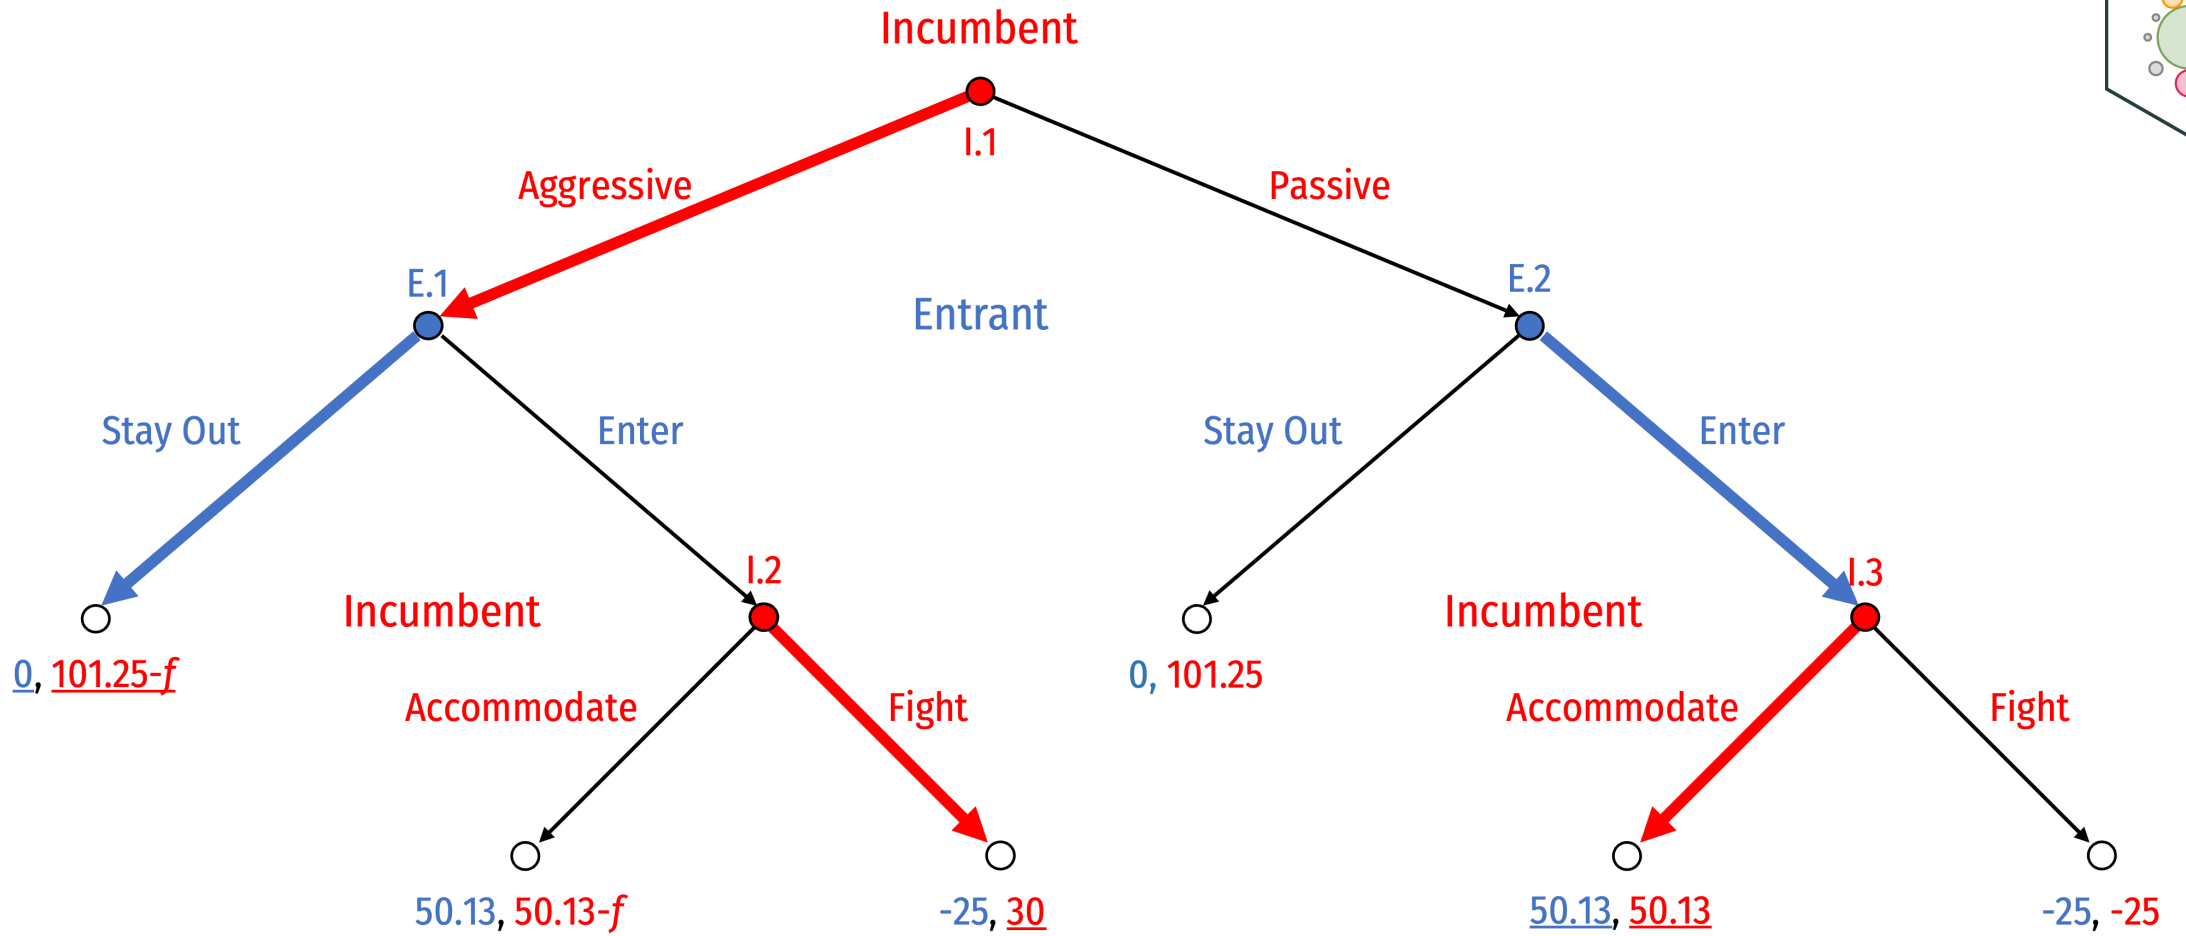 Incumbent
I.1
Aggressive
Passive
E.1
Entrant
E.2
Stay Out
Enter
Stay Out
Enter
I.2
I.3
Incumbent
Incumbent
0, 101.25-f
0, 101.25
Accommodate
Fight
Accommodate
Fight
50.13, 50.13-f
-25, 30
50.13, 50.13
-25, -25